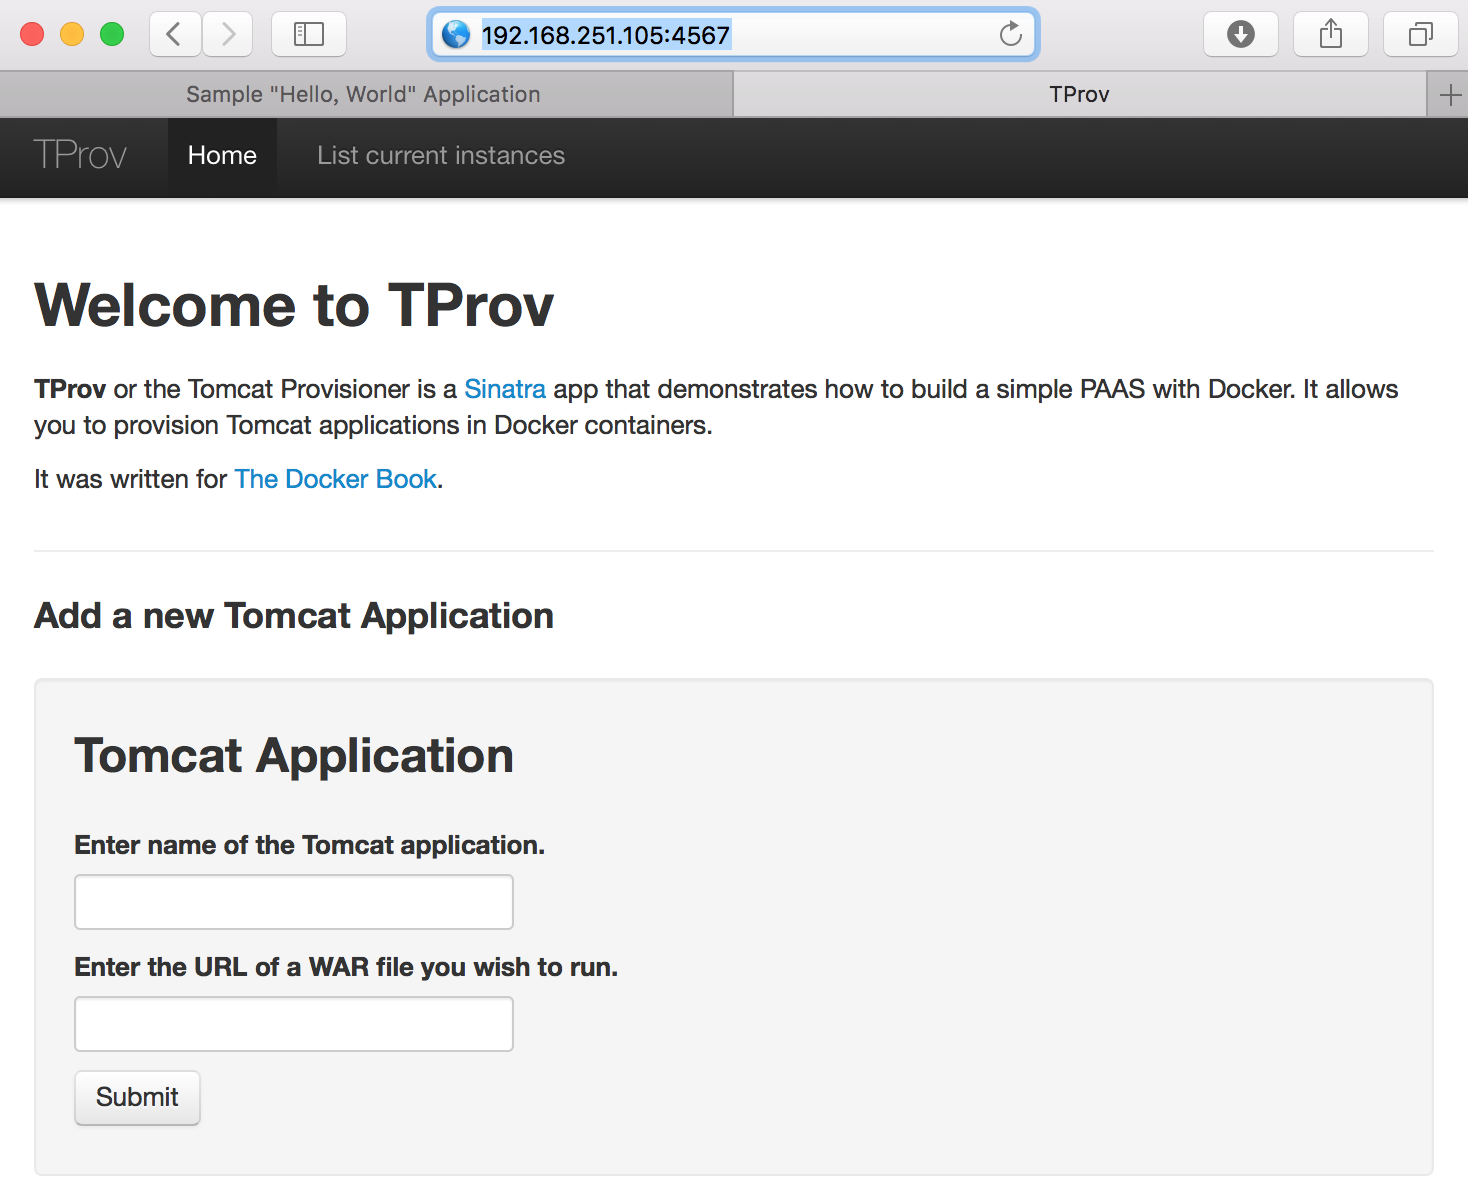 192.168.251.105:4567
Sample "Hello, World" Application
TProv
TProv
Home
List current instances
Welcome to TProv
TProv or the Tomcat Provisioner is a Sinatra app that demonstrates how to build a simple PAAS with Docker. It allows
you to provision Tomcat applications in Docker containers.
It was written for The Docker Book.
Add a new Tomcat Application
Tomcat Application
Enter name of the Tomcat application.
Enter the URL of a WAR file you wish to run.
Submit